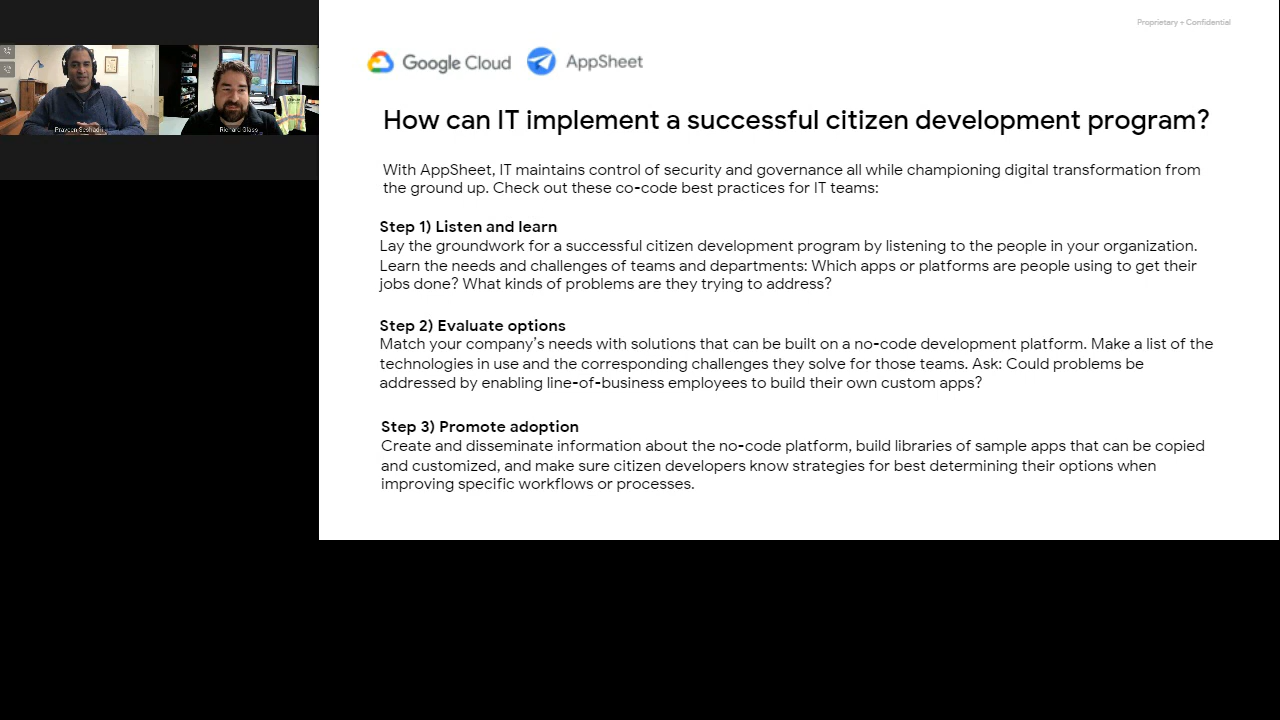 Proprietary + Confidential
Google Cloud AppSheet
How can IT implement a successful citizen development program?
With AppSheet, IT maintains control of security and governance all while championing digital transformation from
the ground up. Check out these co-code best practices for IT teams:
Step 1) Listen and learn
Lay the groundwork for a successful citizen development program by listening to the people in your organization.
Learn the needs and challenges of teams and departments: Which apps or platforms are people using to get their
jobs done? What kinds of problems are they trying to address?
Step 2) Evaluate options
Match your company's needs with solutions that can be built on a no-code development platform. Make a list of the
technologies in use and the corresponding challenges they solve for those teams. Ask: Could problems be
addressed by enabling line-of-business employees to build their own custom apps?
Step 3) Promote adoption
Create and disseminate information about the no-code platform, build libraries of sample apps that can be copied
and customized, and make sure citizen developers know strategies for best determining their options when
improving specific workflows or processes.
Praveen Seshadri
Richard Glass